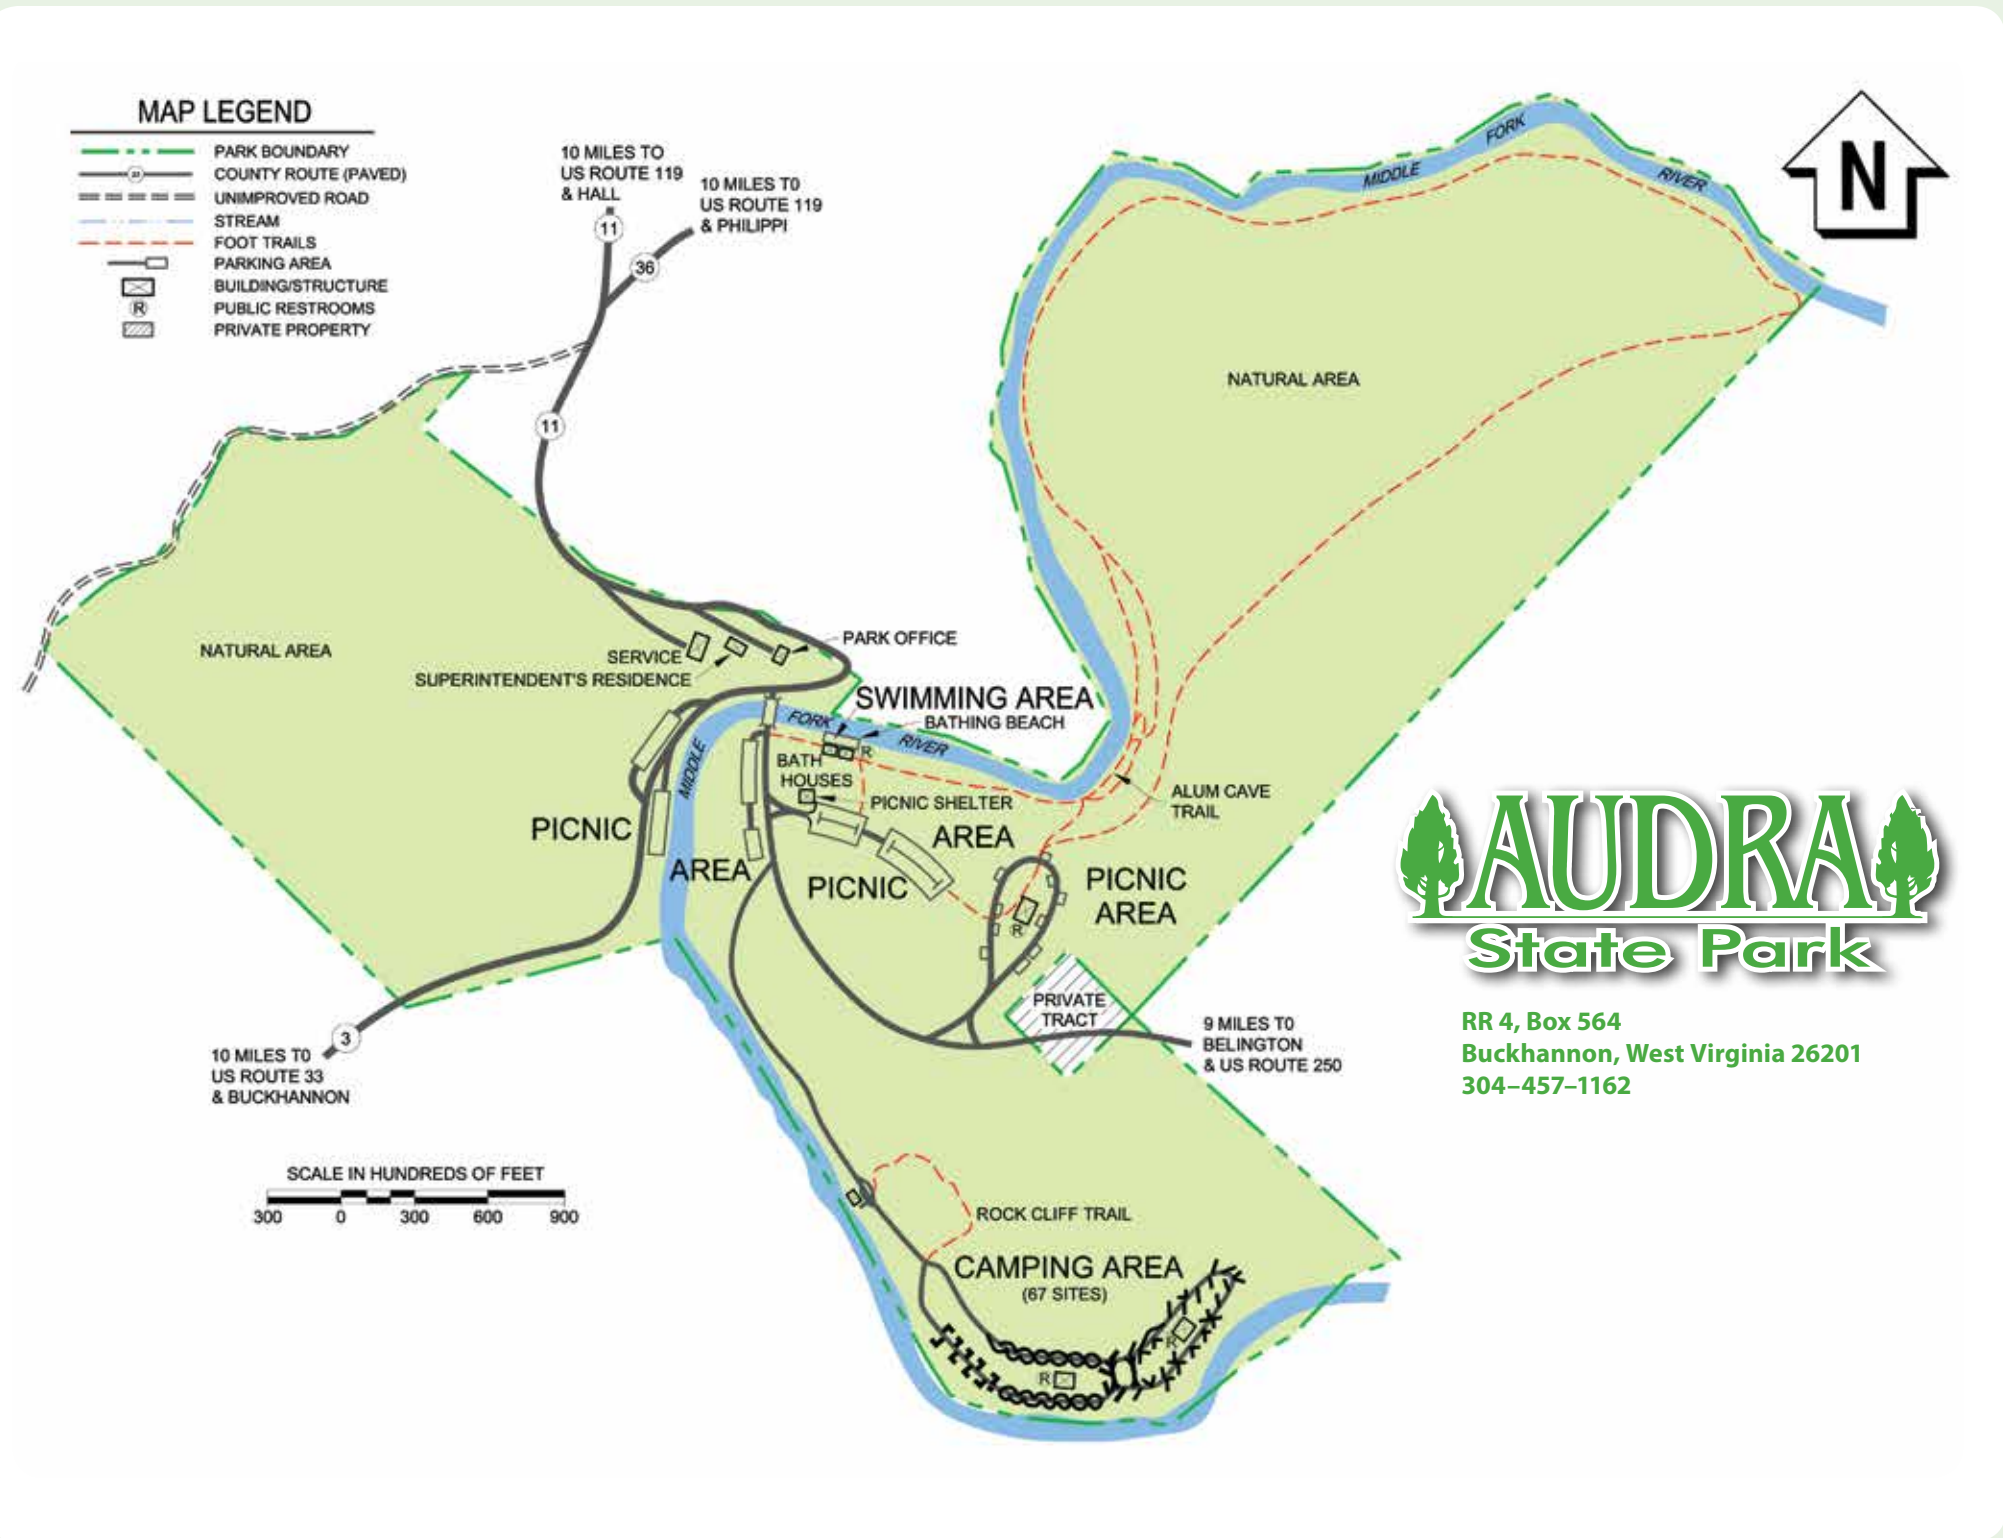 MAP LEGEND
PARK BOUNDARY
COUNTY ROUTE (PAVED)
UNIMPROVED ROAD
STREAM
FOOT TRAILS
PARKING AREA
BUILDING/STRUCTURE
R PUBLIC RESTROOMS
PRIVATE PROPERTY
10 MILES TO
US ROUTE 119
& HALL
11
10 MILES TO
US ROUTE 119
& PHILIPPI
36
11
MIDDLE FORK RIVER
N
NATURAL AREA
NATURAL AREA
PARK OFFICE
SERVICE
SUPERINTENDENT'S RESIDENCE
SWIMMING AREA
BATHING BEACH
MIDDLE FORK RIVER
R
BATH
HOUSES
PICNIC SHELTER
ALUM CAVE
TRAIL
PICNIC AREA
PICNIC AREA
PICNIC
AREA
R
PRIVATE
TRACT
9 MILES TO
BELINGTON
& US ROUTE 250
3
10 MILES TO
US ROUTE 33
& BUCKHANNON
SCALE IN HUNDREDS OF FEET
300 0 300 600 900
ROCK CLIFF TRAIL
CAMPING AREA
(67 SITES)
R
R
AUDRA
State Park
RR 4, Box 564
Buckhannon, West Virginia 26201
304–457–1162